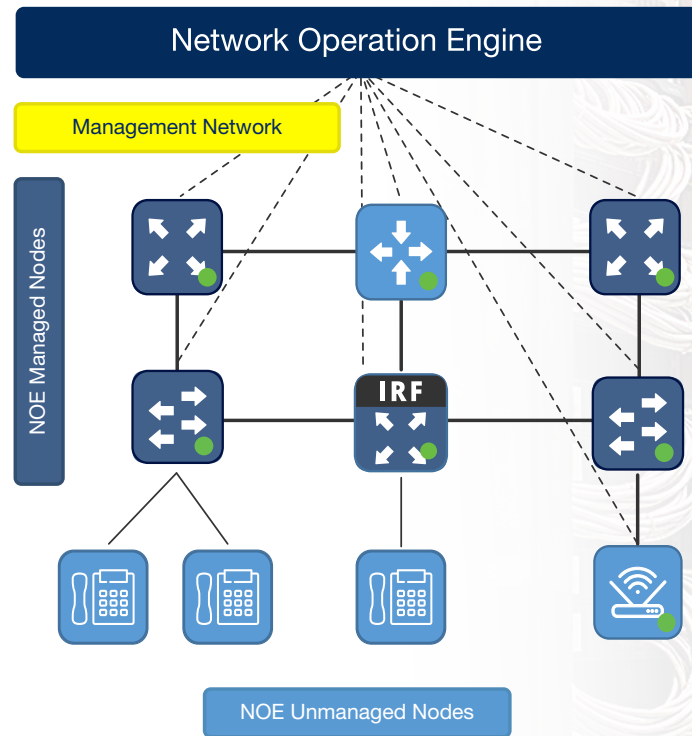 Network Operation Engine
Management Network
NOE Managed Nodes
IRF
NOE Unmanaged Nodes